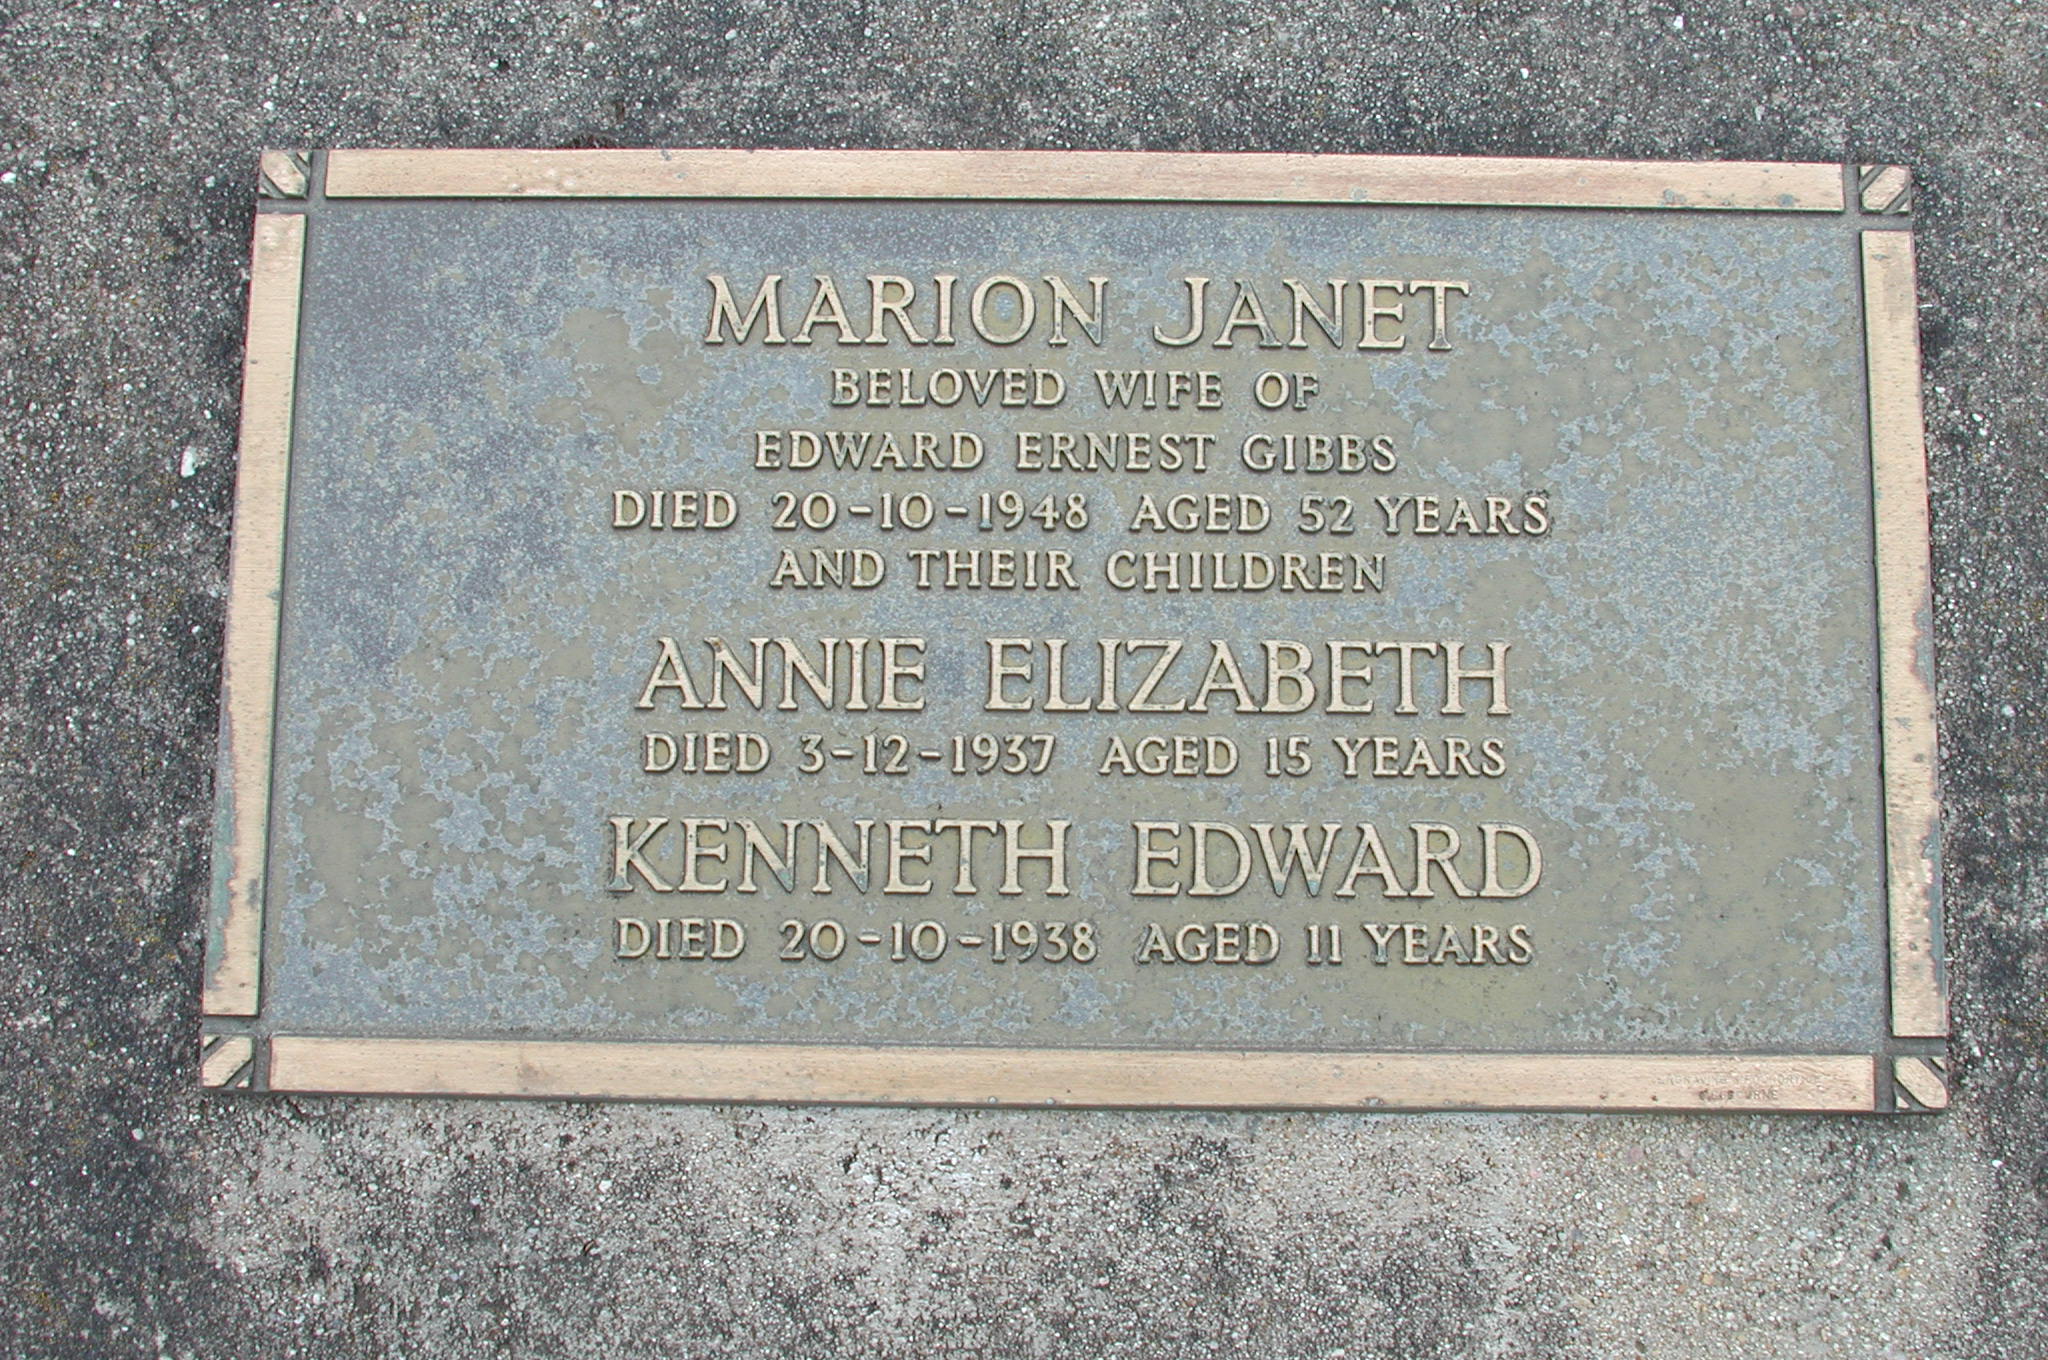 MARION JANET
BELOVED WIFE OF
EDWARD ERNEST GIBBS
DIED 20-10-1948 AGED 52 YEARS
AND THEIR CHILDREN
ANNIE ELIZABETH
DIED 3-12-1937 AGED 15 YEARS
KENNETH EDWARD
DIED 20-10-1938 AGED 11 YEARS